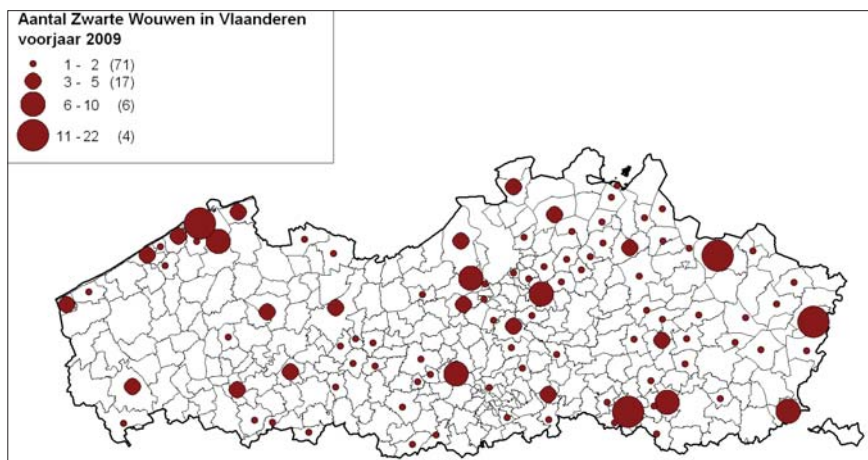 Aantal Zwarte Wouwen in Vlaanderen
voorjaar 2009
1 - 2 (71)
3 - 5 (17)
6 - 10 (6)
11 - 22 (4)